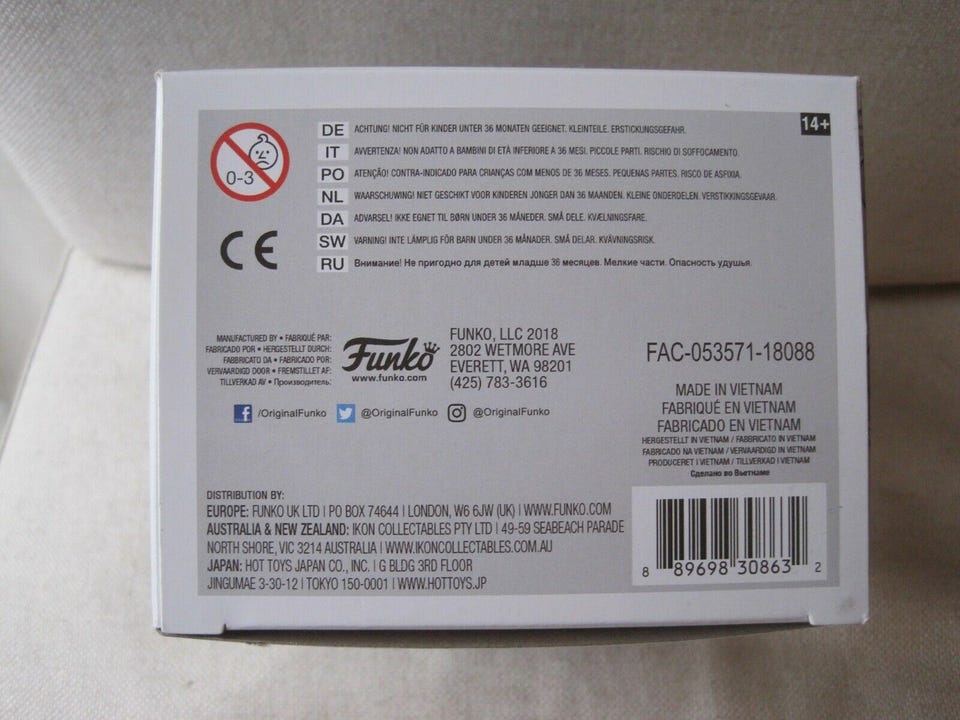 0-3
14+
DE ACHTUNG! NICHT FÜR KINDER UNTER 36 MONATEN GEEIGNET. KLEINTEILE. ERSTICKUNGSGEFAHR.
IT AVVERTENZA! NON ADATTO A BAMBINI DI ETÀ INFERIORE A 36 MESI. PICCOLE PARTI. RISCHIO DI SOFFOCAMENTO.
PO ATENÇÃO! CONTRA-INDICADO PARA CRIANÇAS COM MENOS DE 36 MESES. PEQUENAS PARTES. RISCO DE ASFIXIA.
NL WAARSCHUWING! NIET GESCHIKT VOOR KINDEREN JONGER DAN 36 MAANDEN. KLEINE ONDERDELEN. VERSTIKKINGSGEVAAR.
DA ADVARSEL! IKKE EGNET TIL BØRN UNDER 36 MÅNEDER. SMÅ DELE. KVÆLNINGSFARE.
SW VARNING! INTE LÄMPLIG FÖR BARN UNDER 36 MÅNADER. SMÅ DELAR. KVÄVNINGSRISK.
RU Внимание! Не пригодно для детей младше 36 месяцев. Мелкие части. Опасность удушья.
CE
MANUFACTURED BY • FABRIQUÉ PAR:
FABRICADO POR • HERGESTELLT DURCH:
FABBRICATO DA • FABRICADO POR:
VERVAARDIGD DOOR • FREMSTILLET AF:
TILLVERKAD AV • Производитель:
Funko
www.funko.com
FUNKO, LLC 2018
2802 WETMORE AVE
EVERETT, WA 98201
(425) 783-3616
/OriginalFunko @OriginalFunko @OriginalFunko
FAC-053571-18088
MADE IN VIETNAM
FABRIQUÉ EN VIETNAM
FABRICADO EN VIETNAM
HERGESTELLT IN VIETNAM / FABBRICATO IN VIETNAM
FABRICADO NA VIETNAM / VERVAARDIGD IN VIETNAM
PRODUCERET I VIETNAM / TILLVERKAD I VIETNAM
Сделано во Вьетнаме
DISTRIBUTION BY:
EUROPE: FUNKO UK LTD | PO BOX 74644 | LONDON, W6 6JW (UK) | WWW.FUNKO.COM
AUSTRALIA & NEW ZEALAND: IKON COLLECTABLES PTY LTD | 49-59 SEABEACH PARADE
NORTH SHORE, VIC 3214 AUSTRALIA | WWW.IKONCOLLECTABLES.COM.AU
JAPAN: HOT TOYS JAPAN CO., INC. | G BLDG 3RD FLOOR
JINGUMAE 3-30-12 | TOKYO 150-0001 | WWW.HOTTOYS.JP
8 89698 30863 2